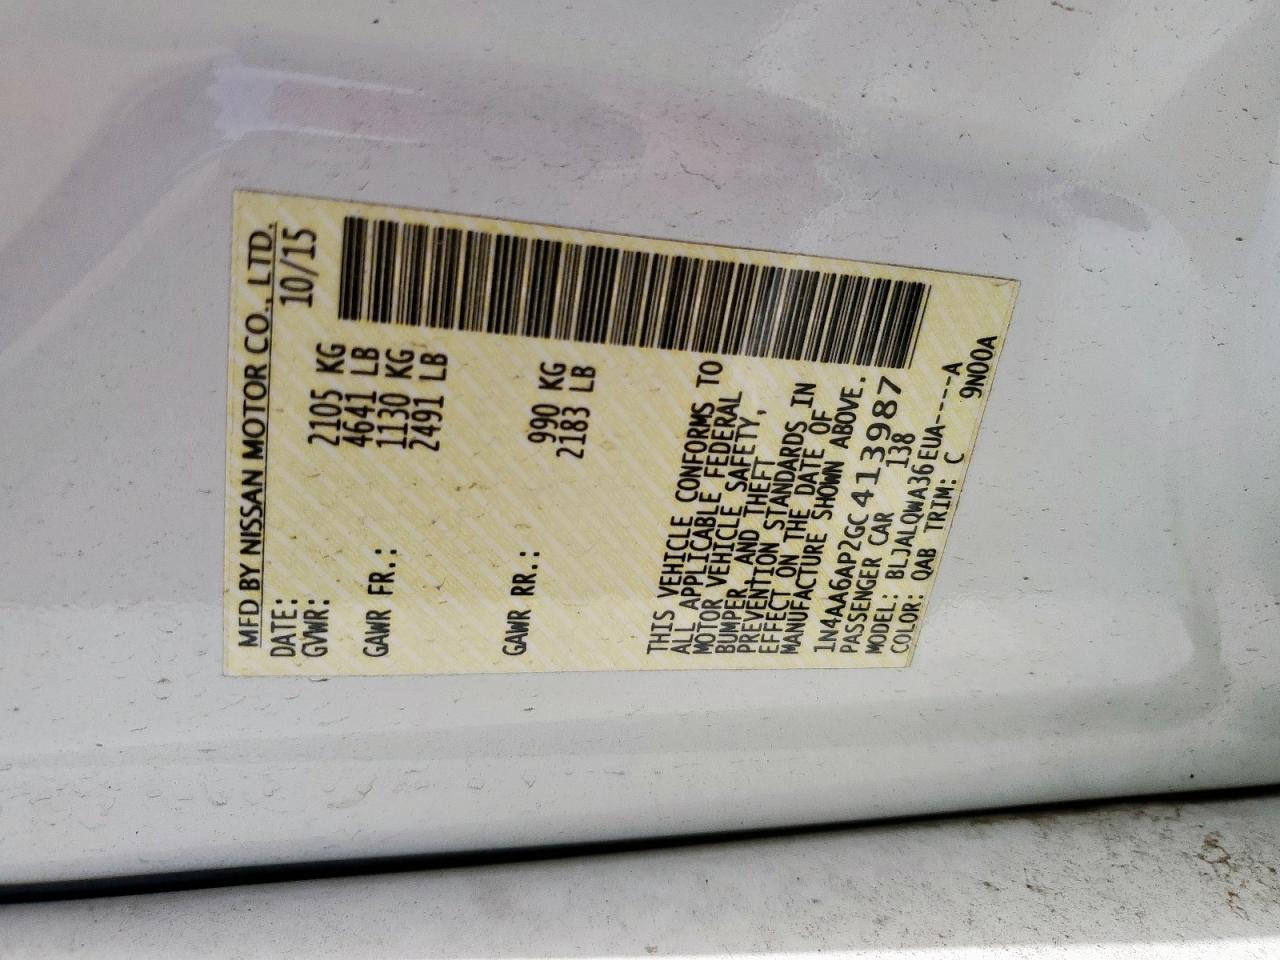 MFD BY NISSAN MOTOR CO., LTD.
DATE: 10/15
GVWR: 2105 KG
4641 LB
GAWR FR.: 1130 KG
2491 LB
GAWR RR.: 990 KG
2183 LB
THIS VEHICLE CONFORMS TO
ALL APPLICABLE FEDERAL
MOTOR VEHICLE SAFETY,
BUMPER, AND THEFT
PREVENTION STANDARDS IN
EFFECT ON THE DATE OF
MANUFACTURE SHOWN ABOVE.
1N4AA6AP2GC413987
PASSENGER CAR 138
MODEL: BLJALQWA36EUA-----A
COLOR: QAB TRIM: C 9N00A